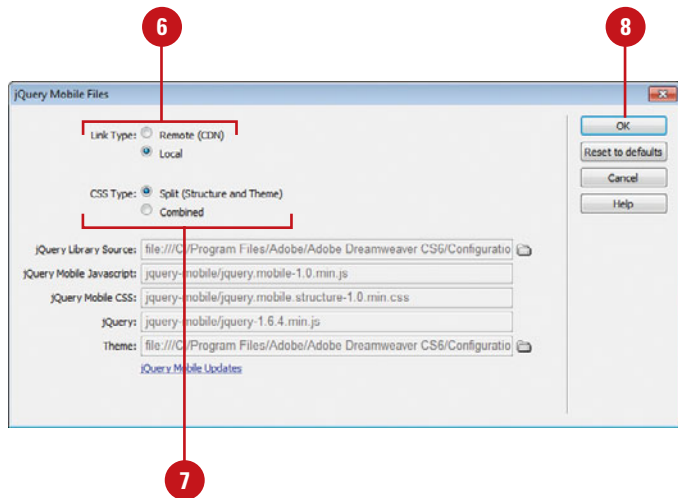 6
8
jQuery Mobile Files
Link Type: Remote (CDN)
Local
OK
Reset to defaults
CSS Type: Split (Structure and Theme)
Cancel
Combined
Help
jQuery Library Source: file:///C|/Program Files/Adobe/Adobe Dreamweaver CS6/Configuratio
jQuery Mobile Javascript: jquery-mobile/jquery.mobile-1.0.min.js
jQuery Mobile CSS: jquery-mobile/jquery.mobile.structure-1.0.min.css
jQuery: jquery-mobile/jquery-1.6.4.min.js
Theme: file:///C|/Program Files/Adobe/Adobe Dreamweaver CS6/Configuratio
jQuery Mobile Updates
7